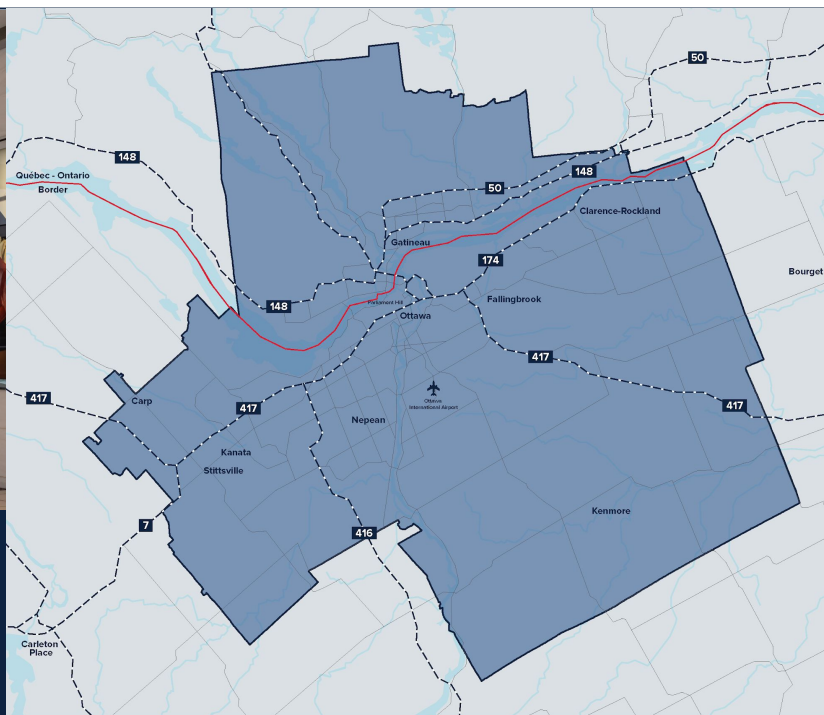 50
148
Québec - Ontario
Border
148
50
Clarence-Rockland
Gatineau
174
Bourget
148
Fallingbrook
Parliament Hill
Ottawa
417
417
Carp
417
Ottawa
International Airport
417
Nepean
Kanata
Stittsville
Kenmore
7
416
Carleton
Place